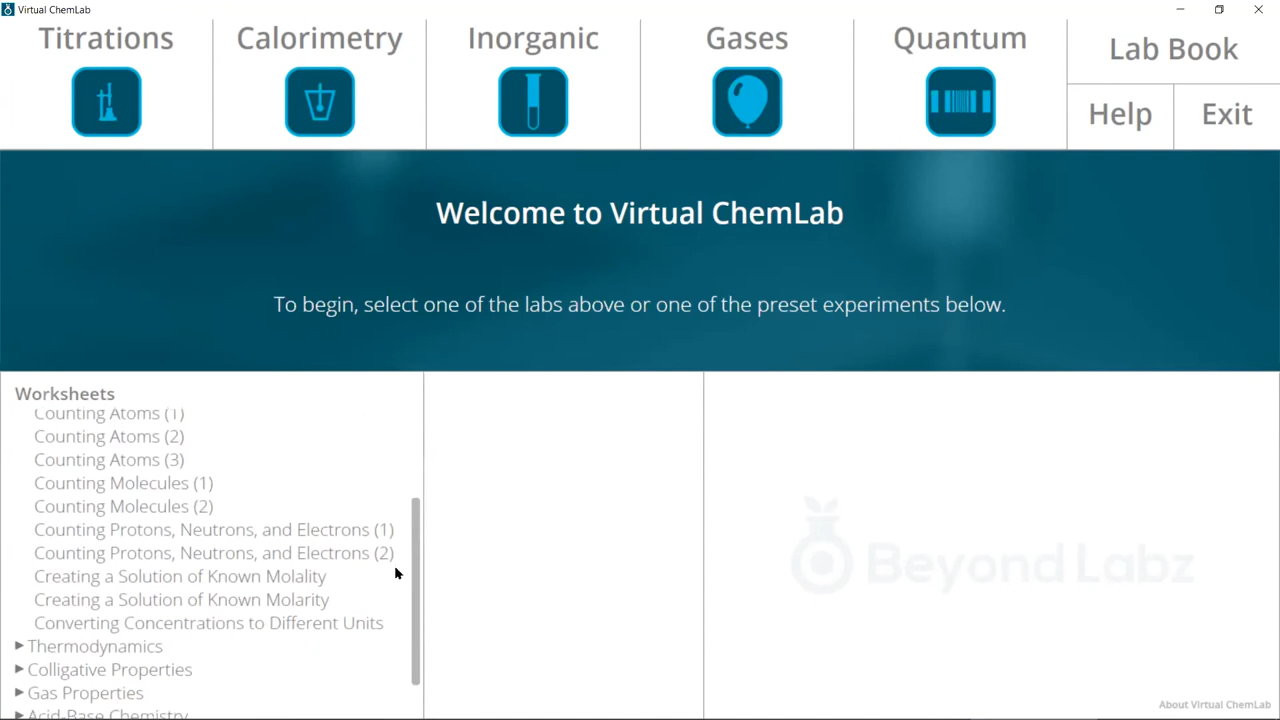 Virtual ChemLab
Titrations
Calorimetry
Inorganic
Gases
Quantum
Lab Book
Help
Exit
Welcome to Virtual ChemLab
To begin, select one of the labs above or one of the preset experiments below.
Worksheets
Counting Atoms (1)
Counting Atoms (2)
Counting Atoms (3)
Counting Molecules (1)
Counting Molecules (2)
Counting Protons, Neutrons, and Electrons (1)
Counting Protons, Neutrons, and Electrons (2)
Creating a Solution of Known Molality
Creating a Solution of Known Molarity
Converting Concentrations to Different Units
Thermodynamics
Colligative Properties
Gas Properties
Acid-Base Chemistry
Beyond Labz
About Virtual ChemLab